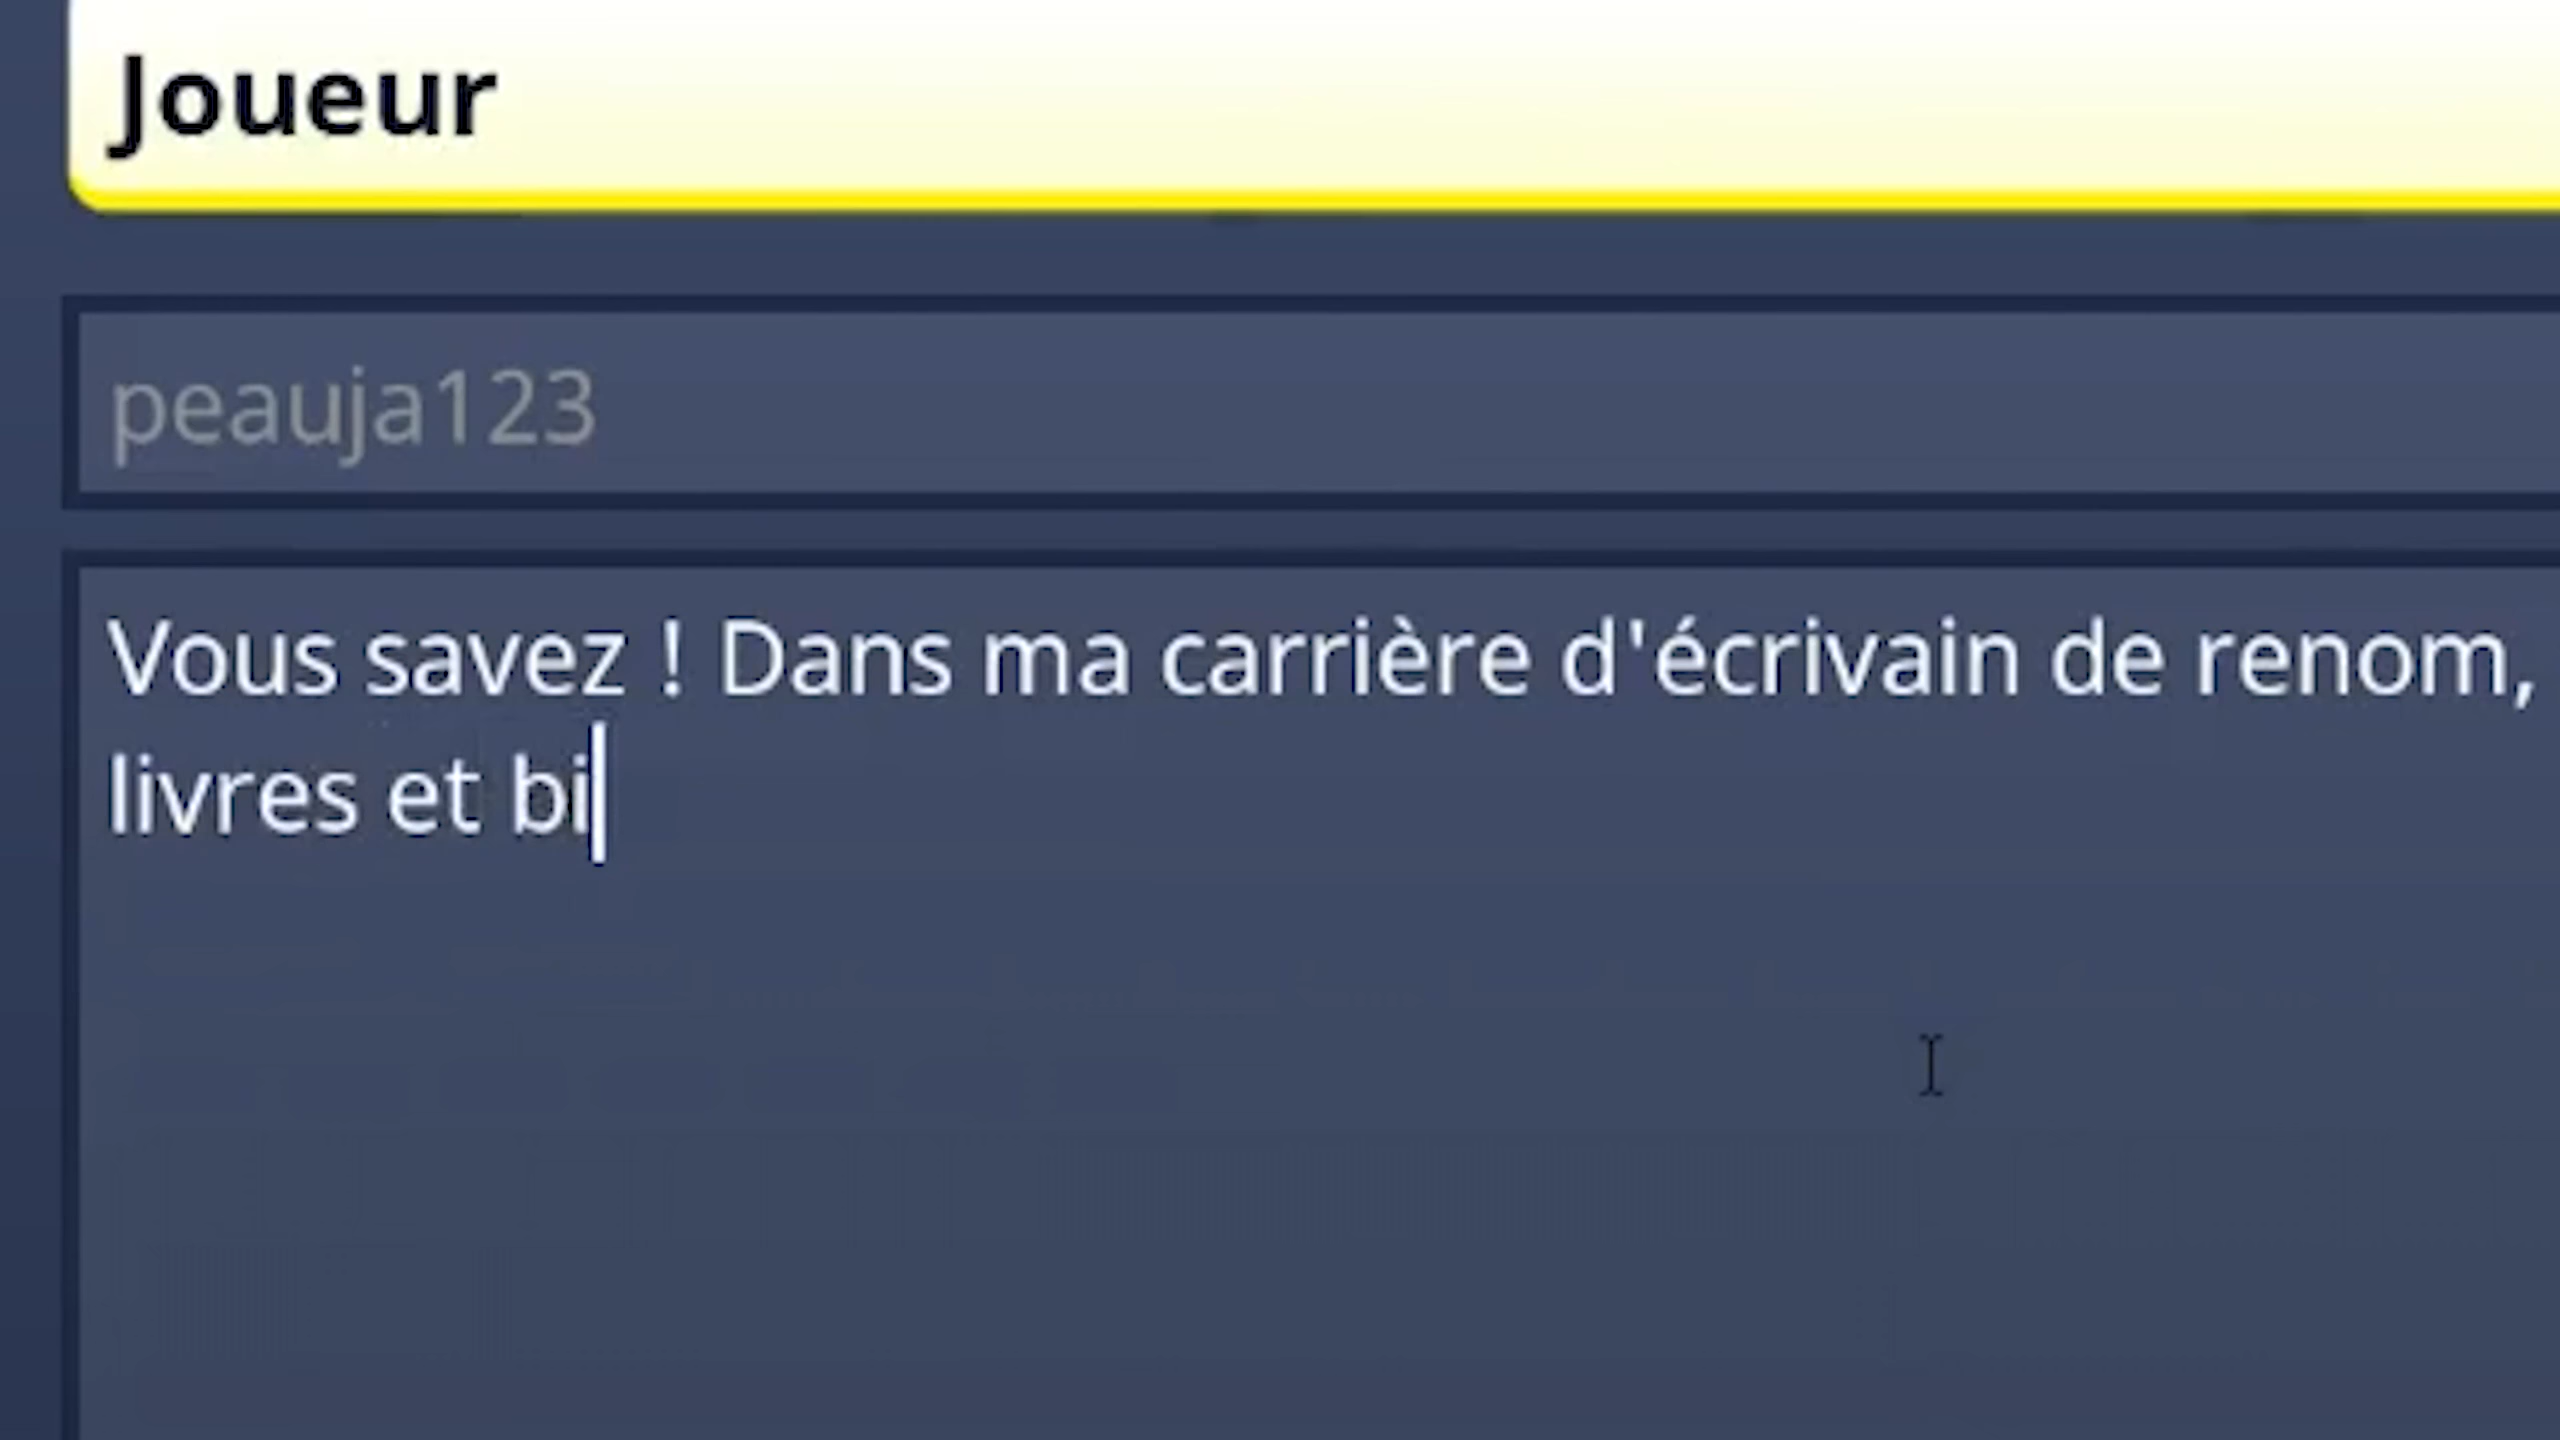 Joueur
peauja123
Vous savez ! Dans ma carrière d'écrivain de renom,
livres et bi